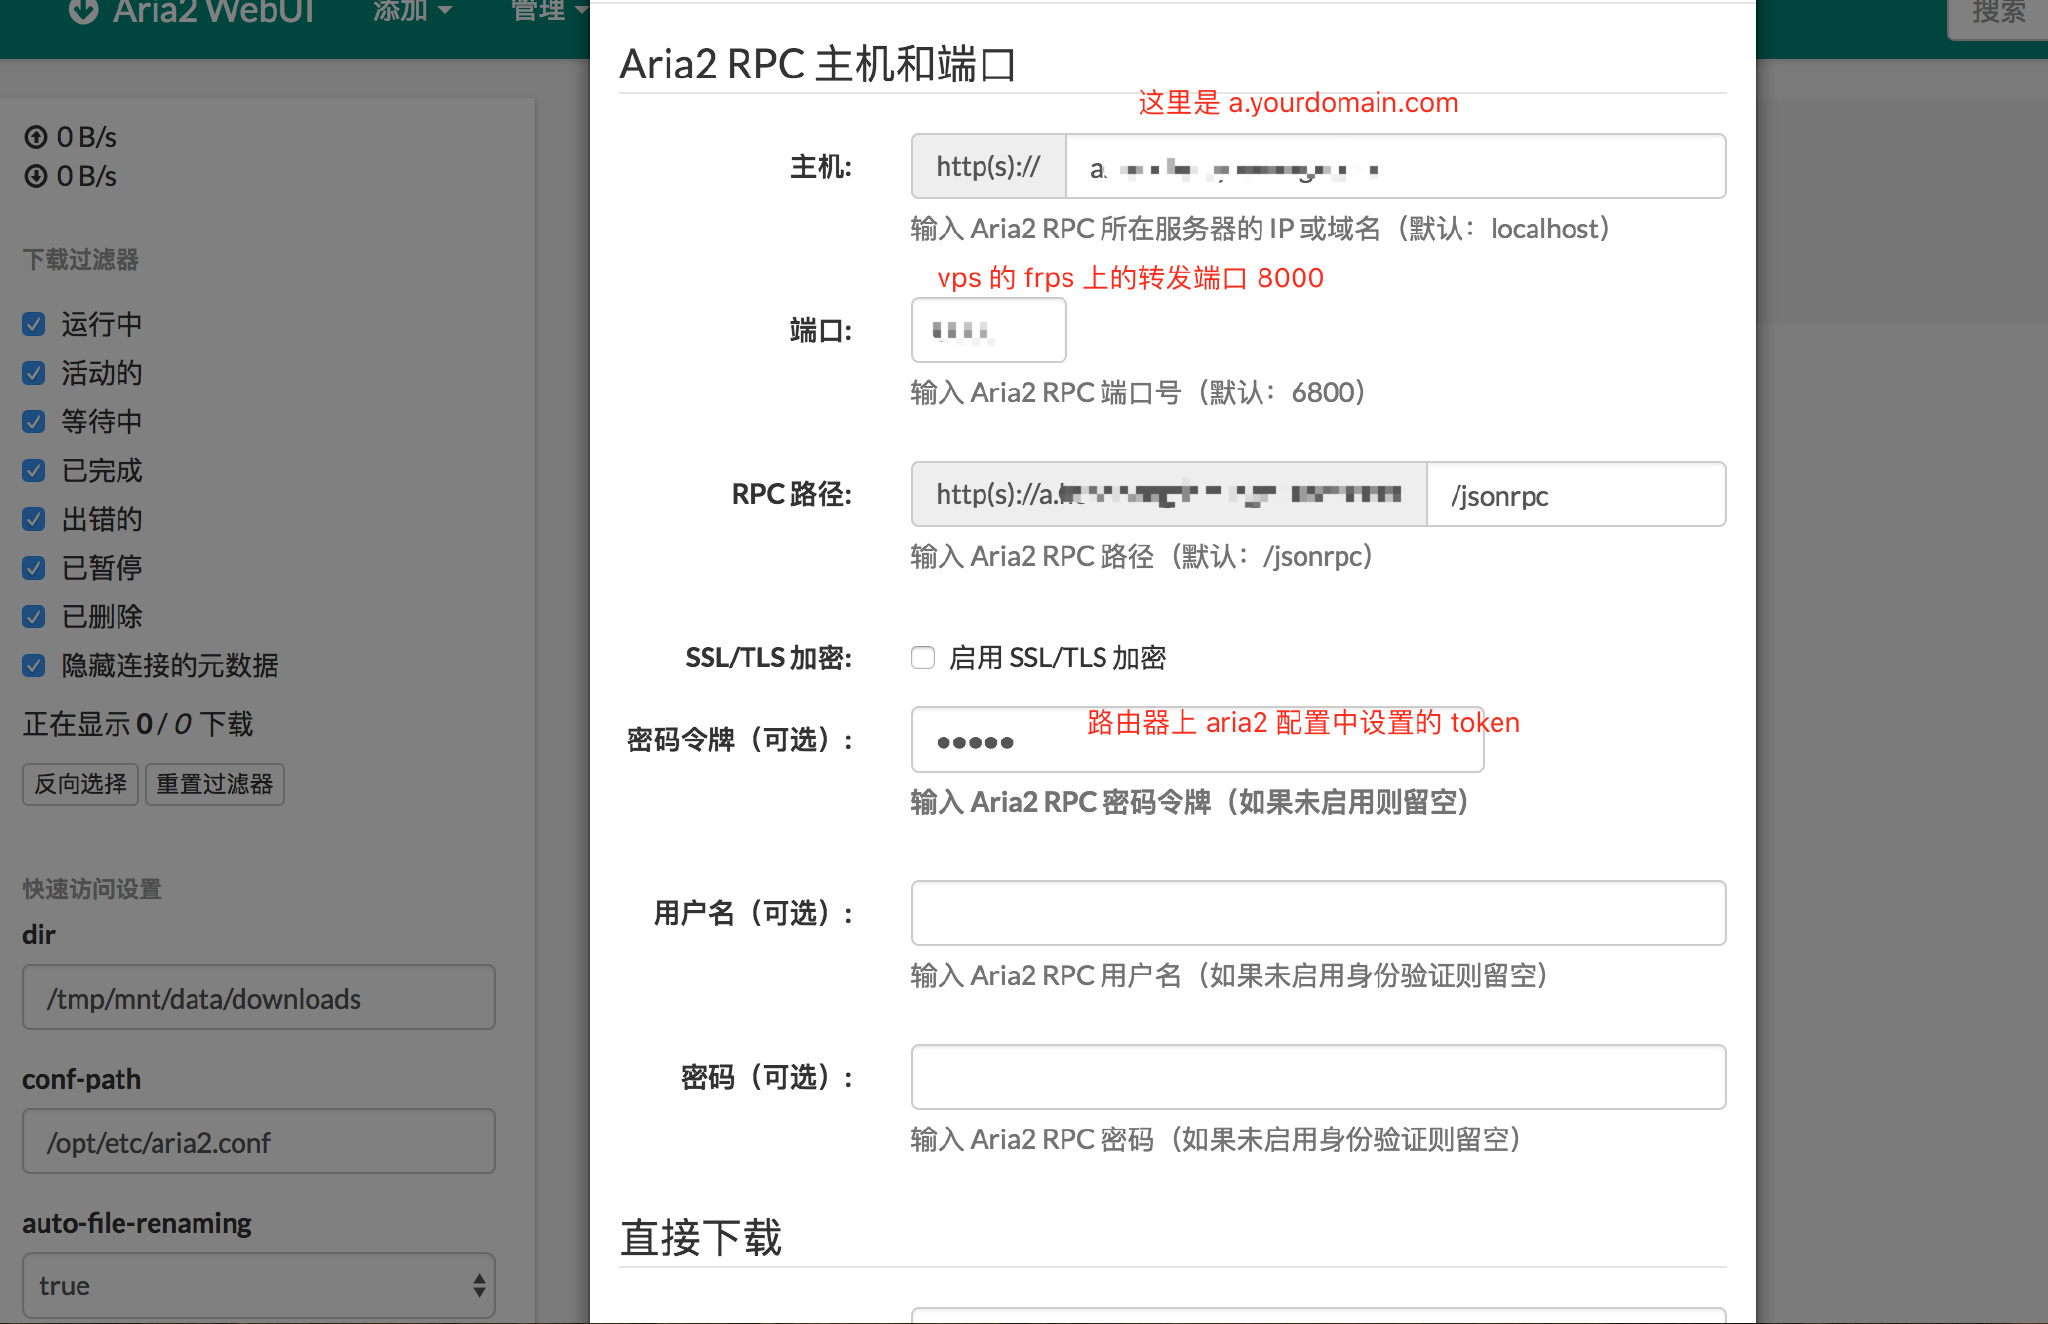 Aria2 WebUI
添加
管理
搜索
0 B/s
0 B/s
下载过滤器
运行中
活动的
等待中
已完成
出错的
已暂停
已删除
隐藏连接的元数据
正在显示 0 / 0 下载
反向选择
重置过滤器
快速访问设置
dir
/tmp/mnt/data/downloads
conf-path
/opt/etc/aria2.conf
auto-file-renaming
true
Aria2 RPC 主机和端口
这里是 a.yourdomain.com
主机:
http(s)://
a.
输入 Aria2 RPC 所在服务器的 IP 或域名（默认：localhost）
vps 的 frps 上的转发端口 8000
端口:
输入 Aria2 RPC 端口号（默认：6800）
RPC 路径:
http(s)://a.
/jsonrpc
输入 Aria2 RPC 路径（默认：/jsonrpc）
SSL/TLS 加密:
启用 SSL/TLS 加密
路由器上 aria2 配置中设置的 token
密码令牌（可选）:
●●●●●
输入 Aria2 RPC 密码令牌（如果未启用则留空）
用户名（可选）:
输入 Aria2 RPC 用户名（如果未启用身份验证则留空）
密码（可选）:
输入 Aria2 RPC 密码（如果未启用身份验证则留空）
直接下载